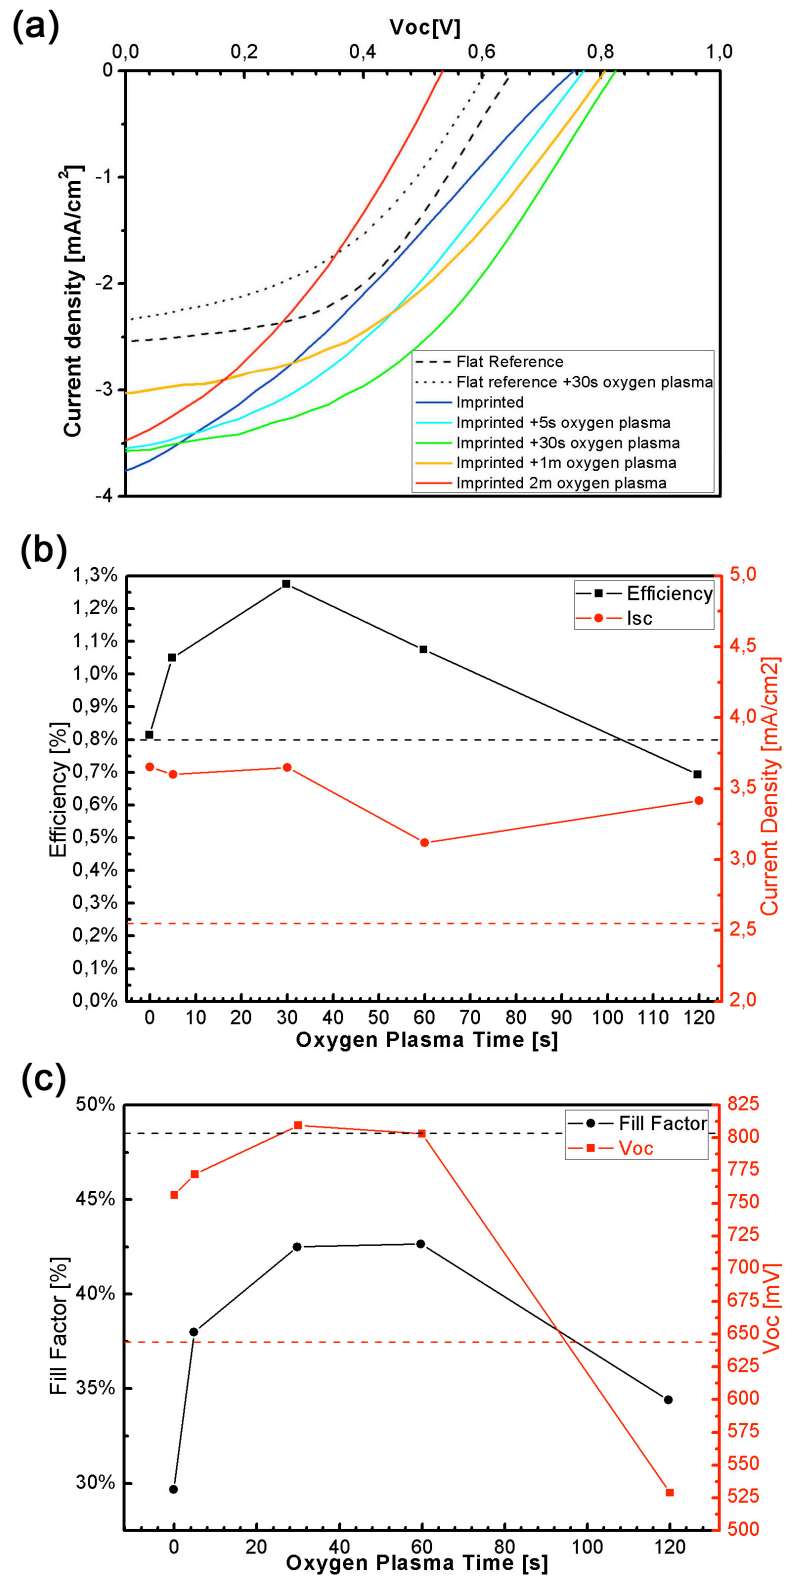 (a)
Voc[V]
0,0 0,2 0,4 0,6 0,8 1,0
0
-1
-2
-3
-4
Current density [mA/cm²]
Flat Reference
Flat reference +30s oxygen plasma
Imprinted
Imprinted +5s oxygen plasma
Imprinted +30s oxygen plasma
Imprinted +1m oxygen plasma
Imprinted 2m oxygen plasma
(b)
1,3%
1,2%
1,1%
1,0%
0,9%
0,8%
0,7%
0,6%
0,5%
0,4%
0,3%
0,2%
0,1%
0,0%
Efficiency [%]
Efficiency
Isc
5,0
4,5
4,0
3,5
3,0
2,5
2,0
Current Density [mA/cm2]
0 10 20 30 40 50 60 70 80 90 100 110 120
Oxygen Plasma Time [s]
(c)
50%
45%
40%
35%
30%
Fill Factor [%]
Fill Factor
Voc
825
800
775
750
725
700
675
650
625
600
575
550
525
500
Voc [mV]
0 20 40 60 80 100 120
Oxygen Plasma Time [s]